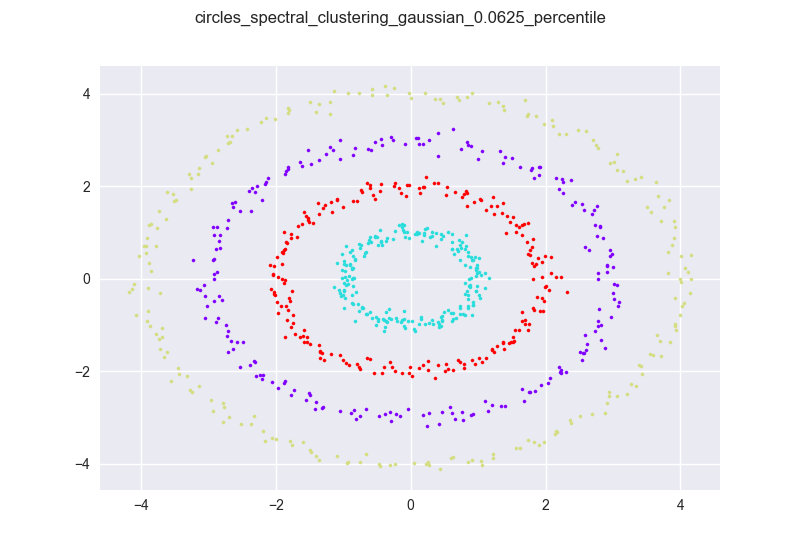 circles_spectral_clustering_gaussian_0.0625_percentile
4
2
0
−2
−4
−4 −2 0 2 4